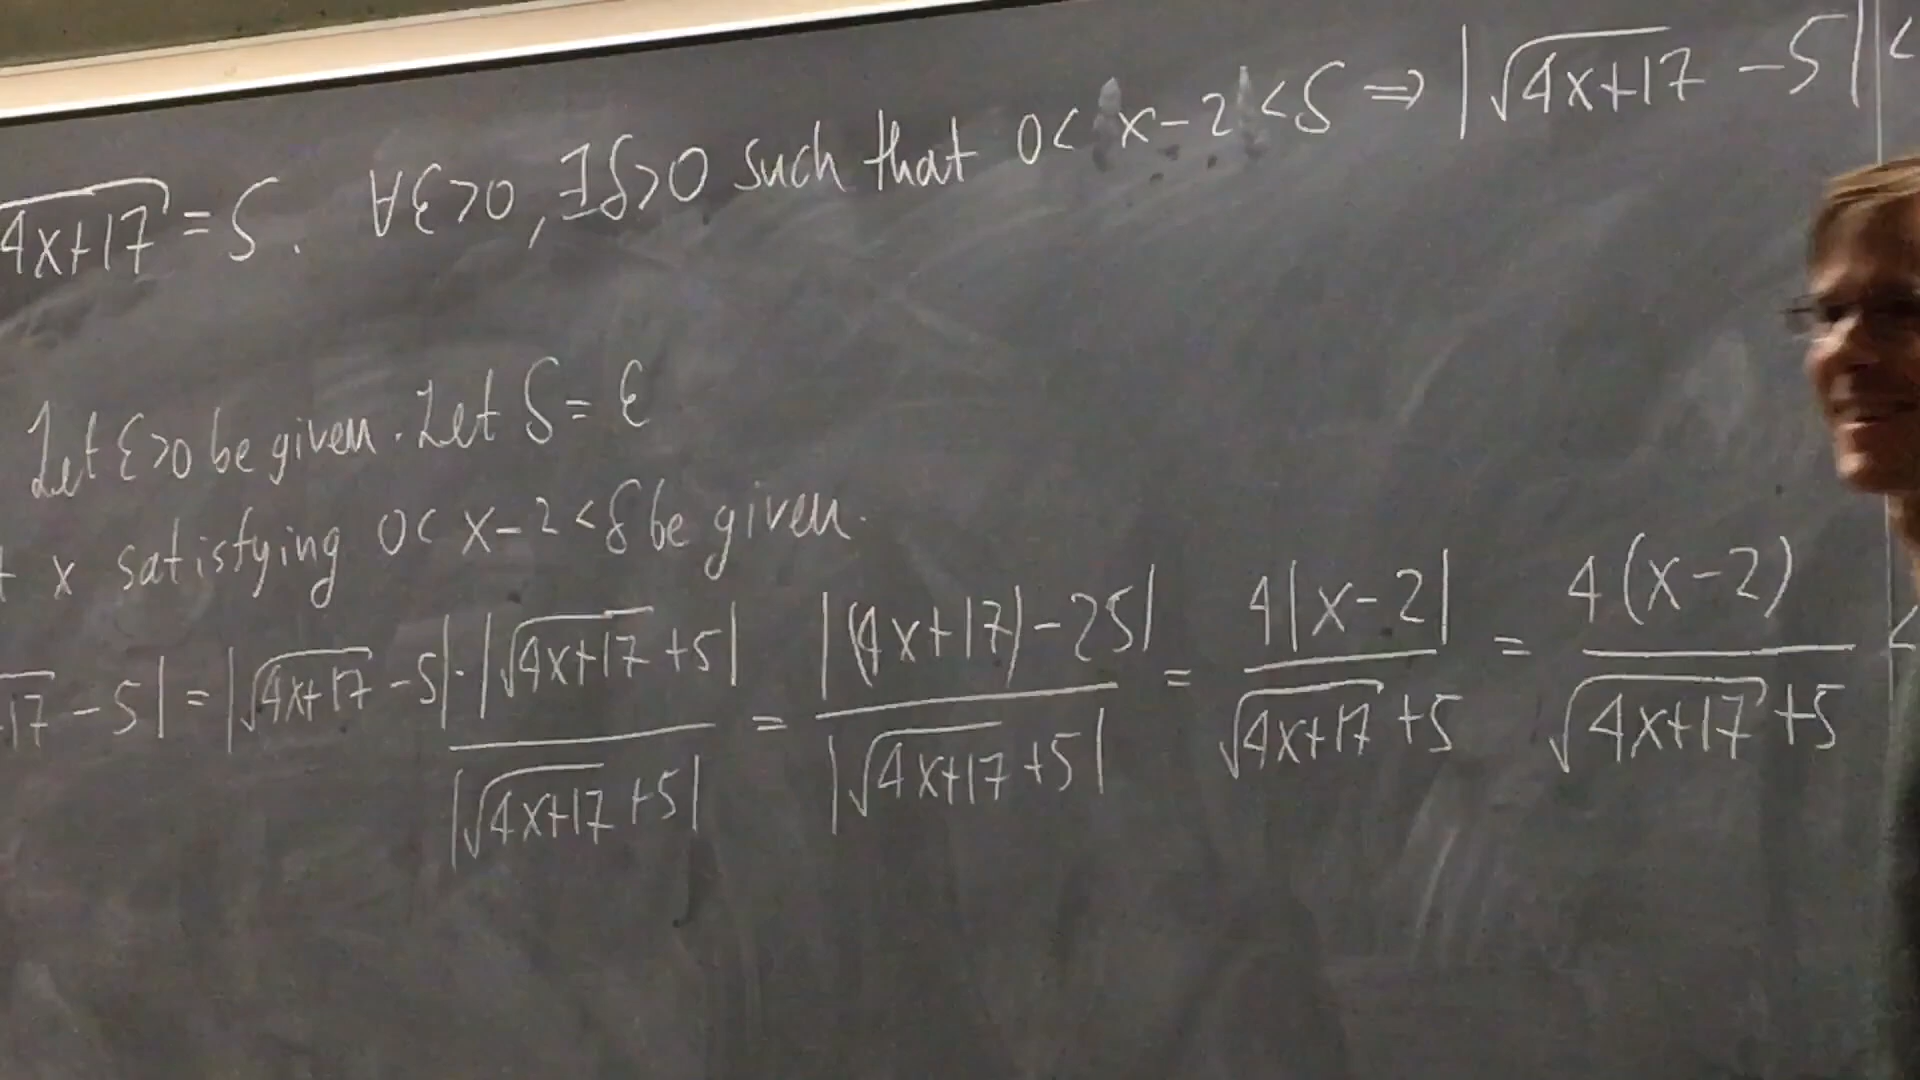 √4x+17 = 5. ∀ε>0, ∃δ>0 such that 0< x-2 <δ ⇒ |√4x+17 -5| <
Let ε>0 be given. Let δ= ε
x satisfying 0< x-2 <δ be given.
17 -5| = |√4x+17 -5|·|√4x+17 +5| / |√4x+17 +5| = |(4x+17)-25| / |√4x+17 +5| = 4|x-2| / √4x+17 +5 = 4(x-2) / √4x+17 +5 <